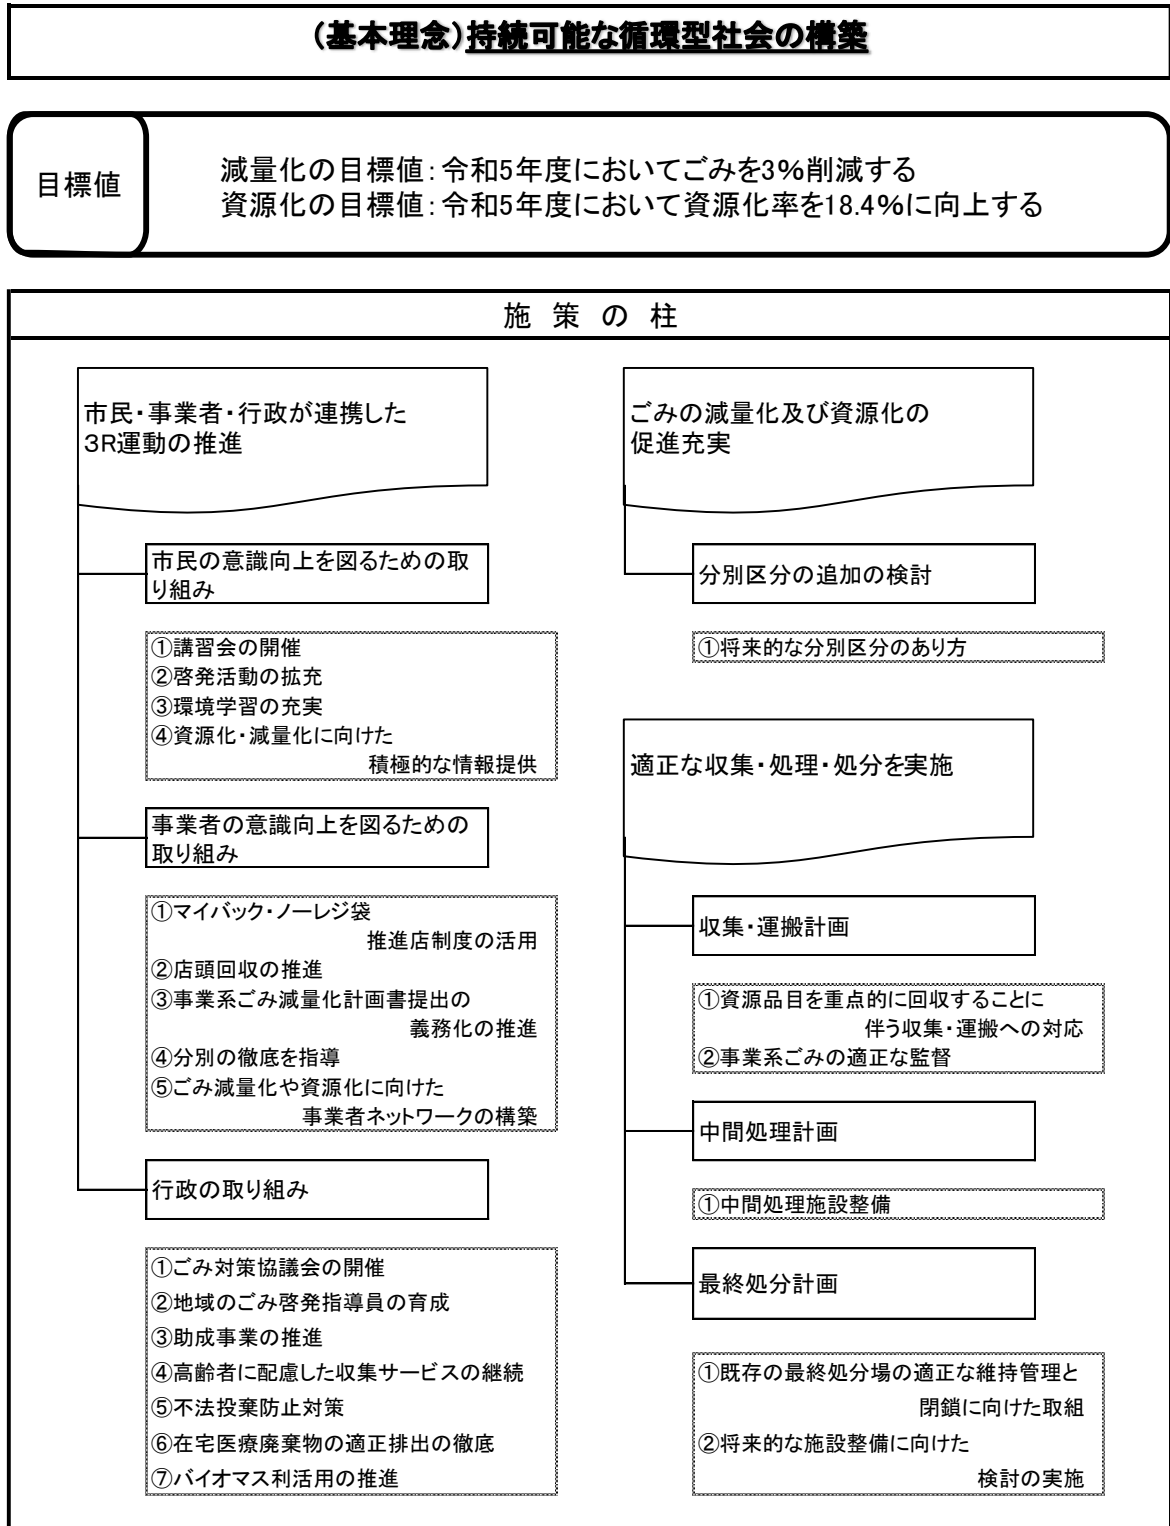 (基本理念)持続可能な循環型社会の構築
目標値
減量化の目標値：令和5年度においてごみを3％削減する
資源化の目標値：令和5年度において資源化率を18.4％に向上する
施策の柱
市民・事業者・行政が連携した
3R運動の推進
市民の意識向上を図るための取
り組み
①講習会の開催
②啓発活動の拡充
③環境学習の充実
④資源化・減量化に向けた
積極的な情報提供
事業者の意識向上を図るための
取り組み
①マイバック・ノーレジ袋
推進店制度の活用
②店頭回収の推進
③事業系ごみ減量化計画書提出の
義務化の推進
④分別の徹底を指導
⑤ごみ減量化や資源化に向けた
事業者ネットワークの構築
行政の取り組み
①ごみ対策協議会の開催
②地域のごみ啓発指導員の育成
③助成事業の推進
④高齢者に配慮した収集サービスの継続
⑤不法投棄防止対策
⑥在宅医療廃棄物の適正排出の徹底
⑦バイオマス利活用の推進
ごみの減量化及び資源化の
促進充実
分別区分の追加の検討
①将来的な分別区分のあり方
適正な収集・処理・処分を実施
収集・運搬計画
①資源品目を重点的に回収することに
伴う収集・運搬への対応
②事業系ごみの適正な監督
中間処理計画
①中間処理施設整備
最終処分計画
①既存の最終処分場の適正な維持管理と
閉鎖に向けた取組
②将来的な施設整備に向けた
検討の実施